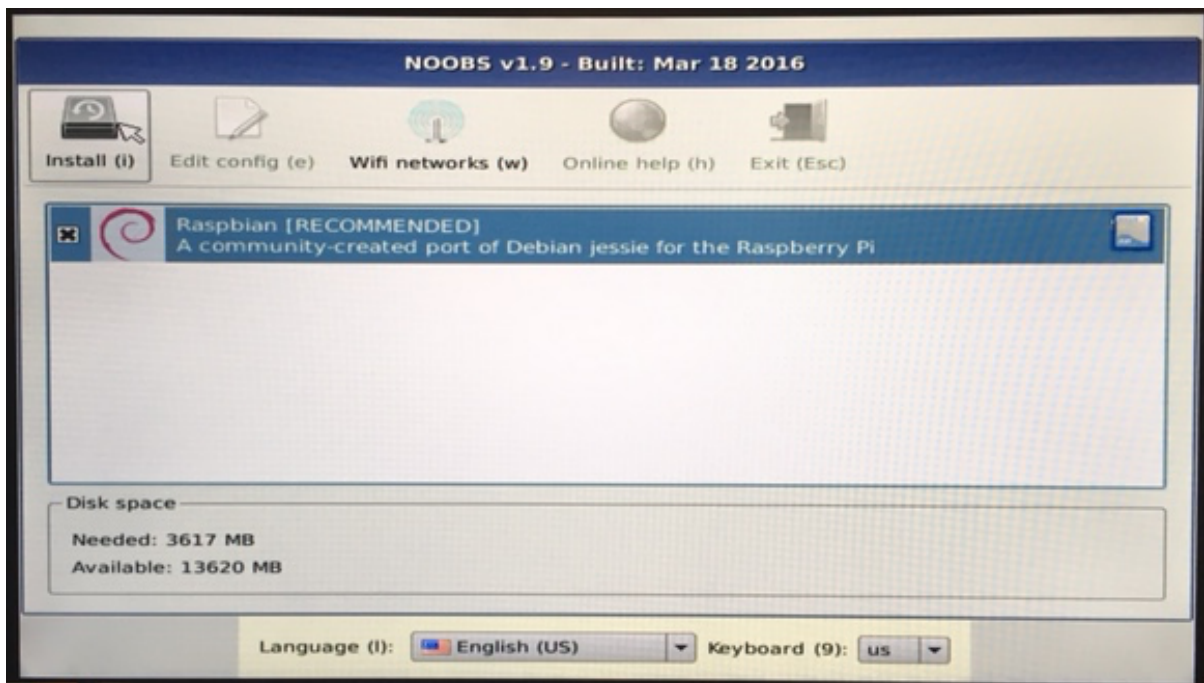 NOOBS v1.9 - Built: Mar 18 2016
Install (i) Edit config (e) Wifi networks (w) Online help (h) Exit (Esc)
Raspbian [RECOMMENDED]
A community-created port of Debian jessie for the Raspberry Pi
Disk space
Needed: 3617 MB
Available: 13620 MB
Language (l): English (US) Keyboard (9): us